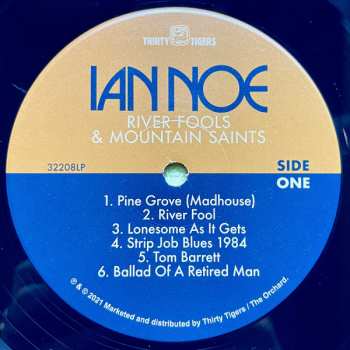 THIRTY TIGERS
IAN NOE
RIVER FOOLS
& MOUNTAIN SAINTS
32208LP
SIDE
ONE
1. Pine Grove (Madhouse)
2. River Fool
3. Lonesome As It Gets
4. Strip Job Blues 1984
5. Tom Barrett
6. Ballad Of A Retired Man
℗ & © 2021 Marketed and distributed by Thirty Tigers / The Orchard.